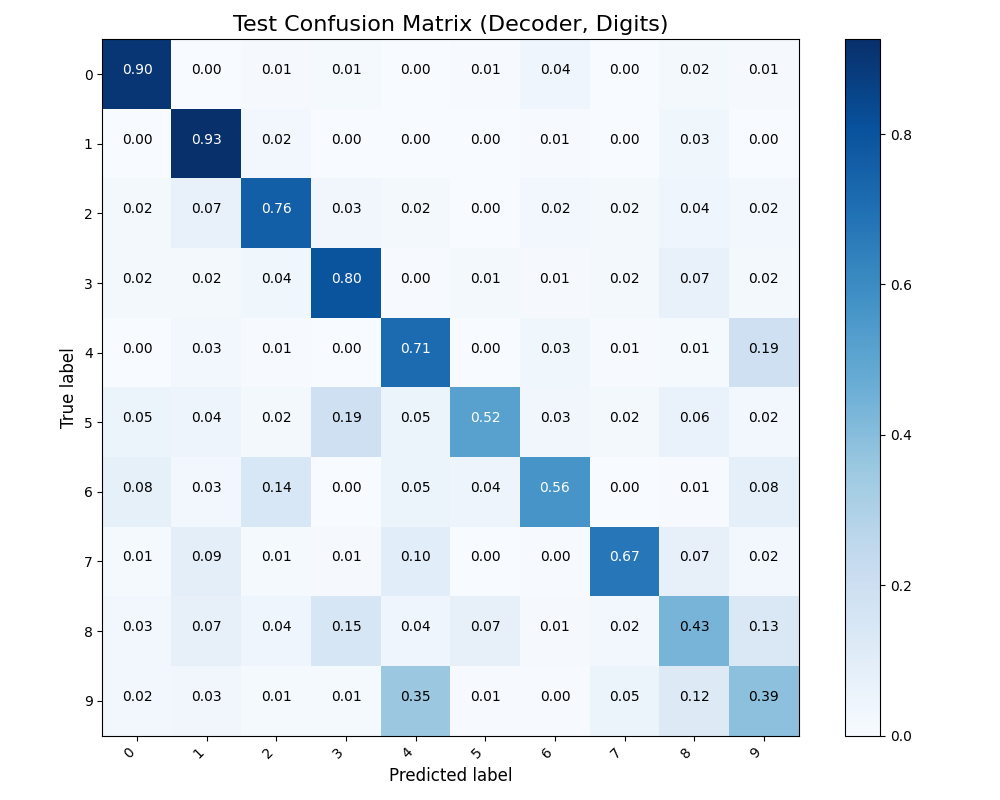 Test Confusion Matrix (Decoder, Digits)
0 0.90 0.00 0.01 0.01 0.00 0.01 0.04 0.00 0.02 0.01
1 0.00 0.93 0.02 0.00 0.00 0.00 0.01 0.00 0.03 0.00
2 0.02 0.07 0.76 0.03 0.02 0.00 0.02 0.02 0.04 0.02
3 0.02 0.02 0.04 0.80 0.00 0.01 0.01 0.02 0.07 0.02
4 0.00 0.03 0.01 0.00 0.71 0.00 0.03 0.01 0.01 0.19
5 0.05 0.04 0.02 0.19 0.05 0.52 0.03 0.02 0.06 0.02
6 0.08 0.03 0.14 0.00 0.05 0.04 0.56 0.00 0.01 0.08
7 0.01 0.09 0.01 0.01 0.10 0.00 0.00 0.67 0.07 0.02
8 0.03 0.07 0.04 0.15 0.04 0.07 0.01 0.02 0.43 0.13
9 0.02 0.03 0.01 0.01 0.35 0.01 0.00 0.05 0.12 0.39
0 1 2 3 4 5 6 7 8 9
Predicted label
True label
0.8
0.6
0.4
0.2
0.0